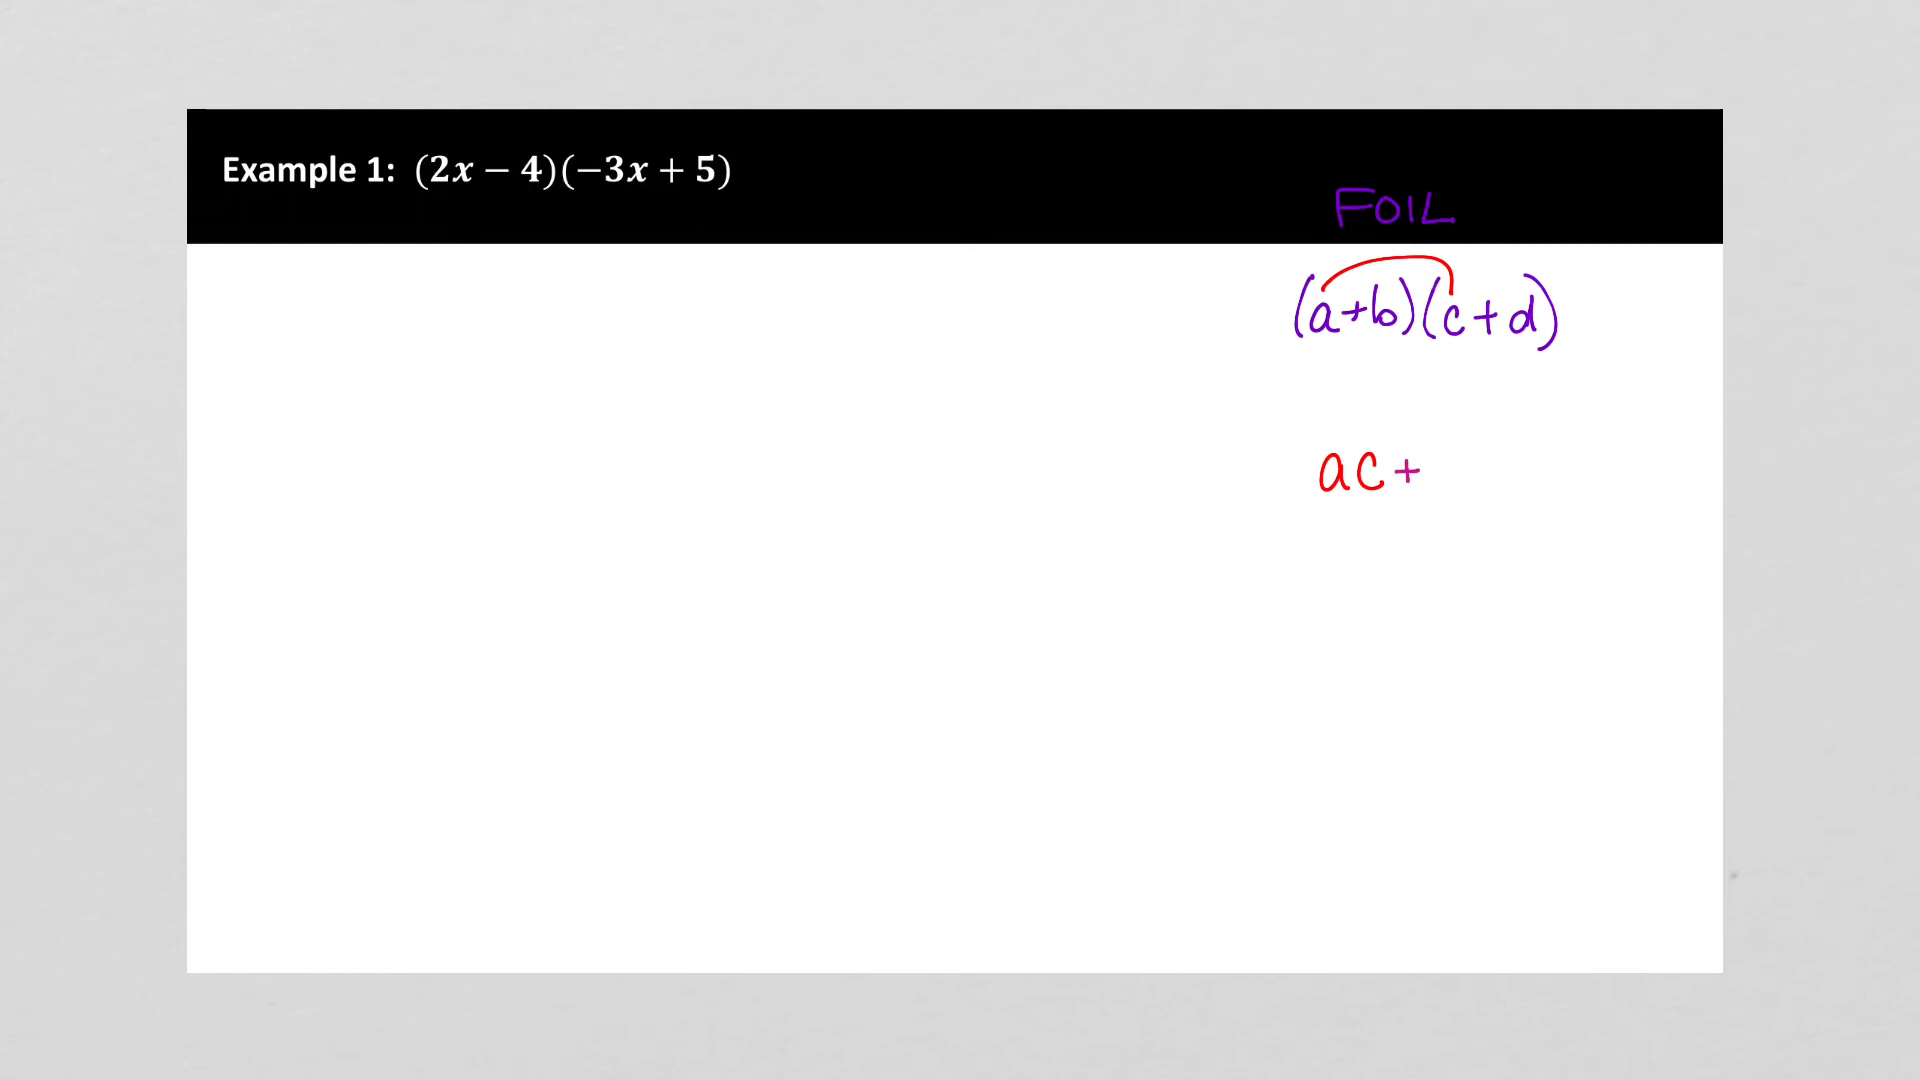 Example 1: (2x − 4)(−3x + 5)
FOIL
(a+b)(c+d)
ac+